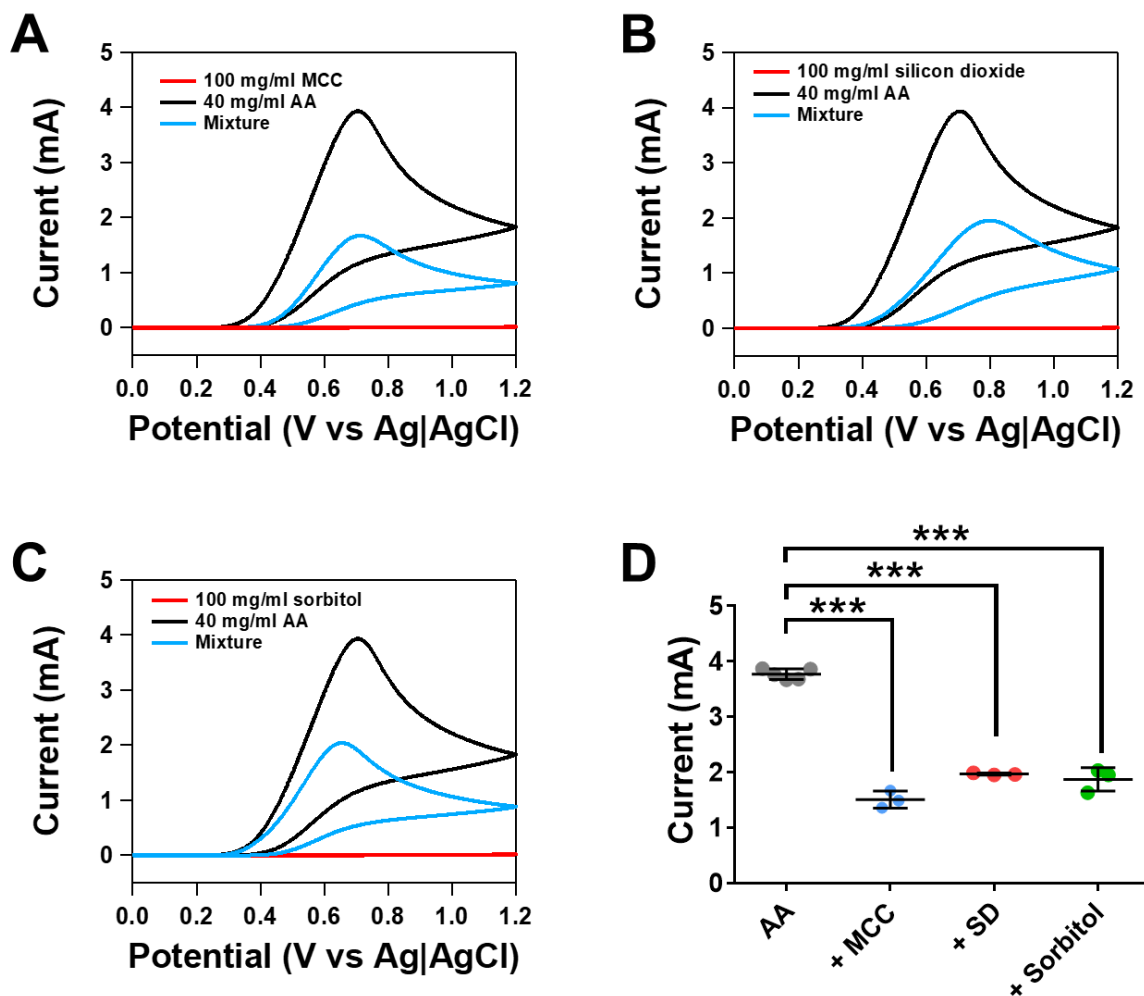 A
100 mg/ml MCC
40 mg/ml AA
Mixture
Current (mA)
5
4
3
2
1
0
0.0 0.2 0.4 0.6 0.8 1.0 1.2
Potential (V vs Ag|AgCl)
B
100 mg/ml silicon dioxide
40 mg/ml AA
Mixture
Current (mA)
5
4
3
2
1
0
0.0 0.2 0.4 0.6 0.8 1.0 1.2
Potential (V vs Ag|AgCl)
C
100 mg/ml sorbitol
40 mg/ml AA
Mixture
Current (mA)
5
4
3
2
1
0
0.0 0.2 0.4 0.6 0.8 1.0 1.2
Potential (V vs Ag|AgCl)
D
***
***
***
Current (mA)
5
4
3
2
1
0
AA
+ MCC
+ SD
+ Sorbitol